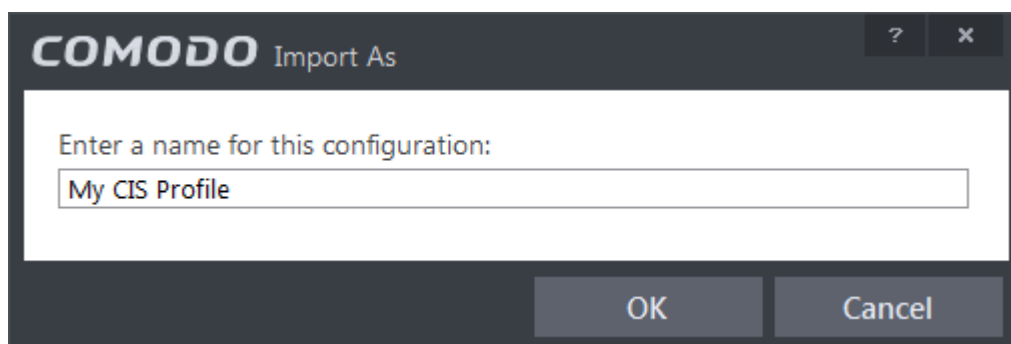 COMODO Import As ? ×
Enter a name for this configuration:
My CIS Profile
OK Cancel